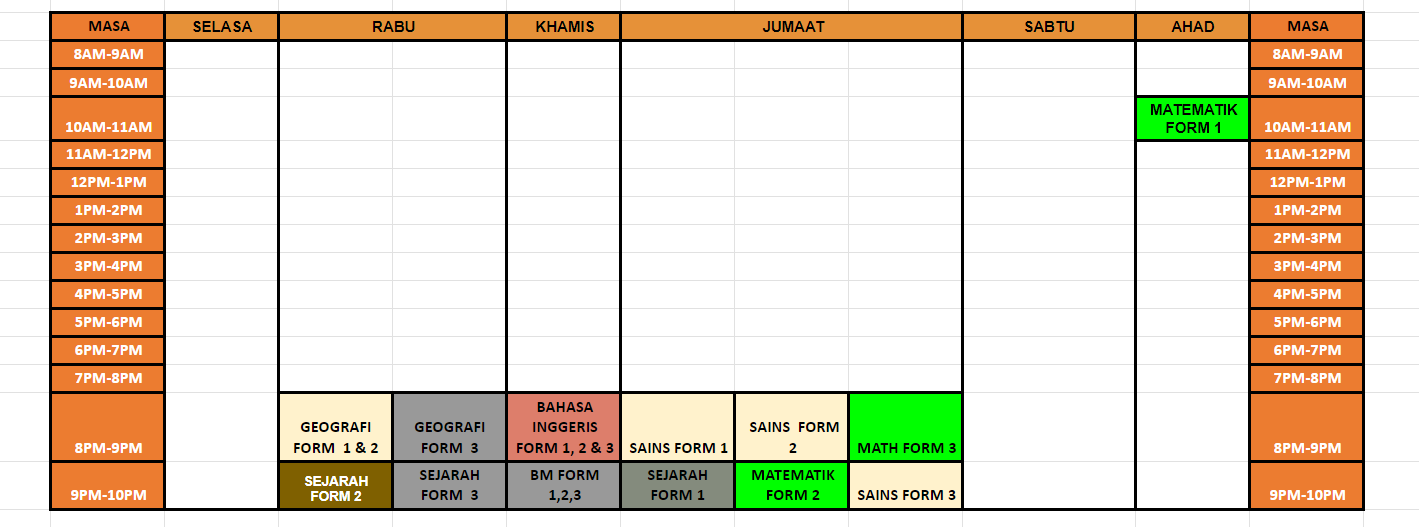 MASA SELASA RABU KHAMIS JUMAAT SABTU AHAD MASA
8AM-9AM 8AM-9AM
9AM-10AM 9AM-10AM
MATEMATIK
10AM-11AM FORM 1 10AM-11AM
11AM-12PM 11AM-12PM
12PM-1PM 12PM-1PM
1PM-2PM 1PM-2PM
2PM-3PM 2PM-3PM
3PM-4PM 3PM-4PM
4PM-5PM 4PM-5PM
5PM-6PM 5PM-6PM
6PM-7PM 6PM-7PM
7PM-8PM 7PM-8PM
BAHASA
GEOGRAFI GEOGRAFI INGGERIS SAINS FORM
8PM-9PM FORM 1 & 2 FORM 3 FORM 1, 2 & 3 SAINS FORM 1 2 MATH FORM 3 8PM-9PM
SEJARAH SEJARAH BM FORM SEJARAH MATEMATIK
9PM-10PM FORM 2 FORM 3 1,2,3 FORM 1 FORM 2 SAINS FORM 3 9PM-10PM